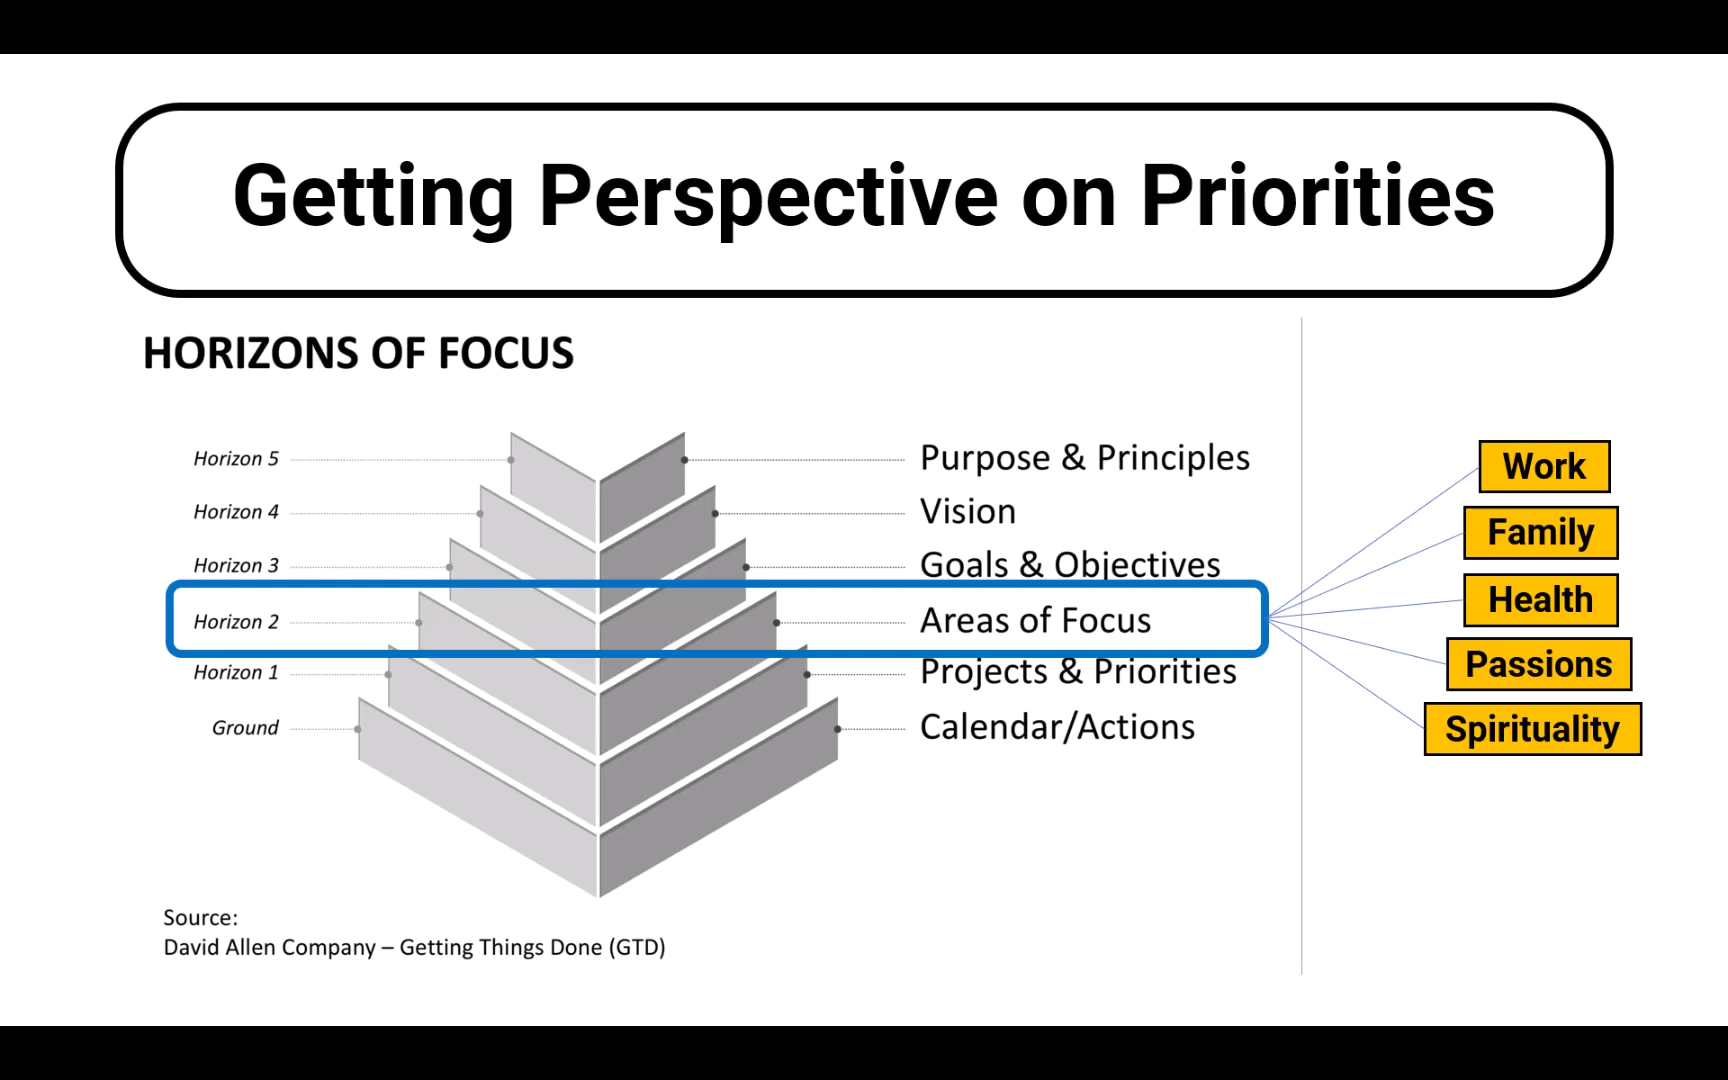 Getting Perspective on Priorities
HORIZONS OF FOCUS
Horizon 5 Purpose & Principles
Horizon 4 Vision
Horizon 3 Goals & Objectives
Horizon 2 Areas of Focus
Horizon 1 Projects & Priorities
Ground Calendar/Actions
Work
Family
Health
Passions
Spirituality
Source:
David Allen Company – Getting Things Done (GTD)